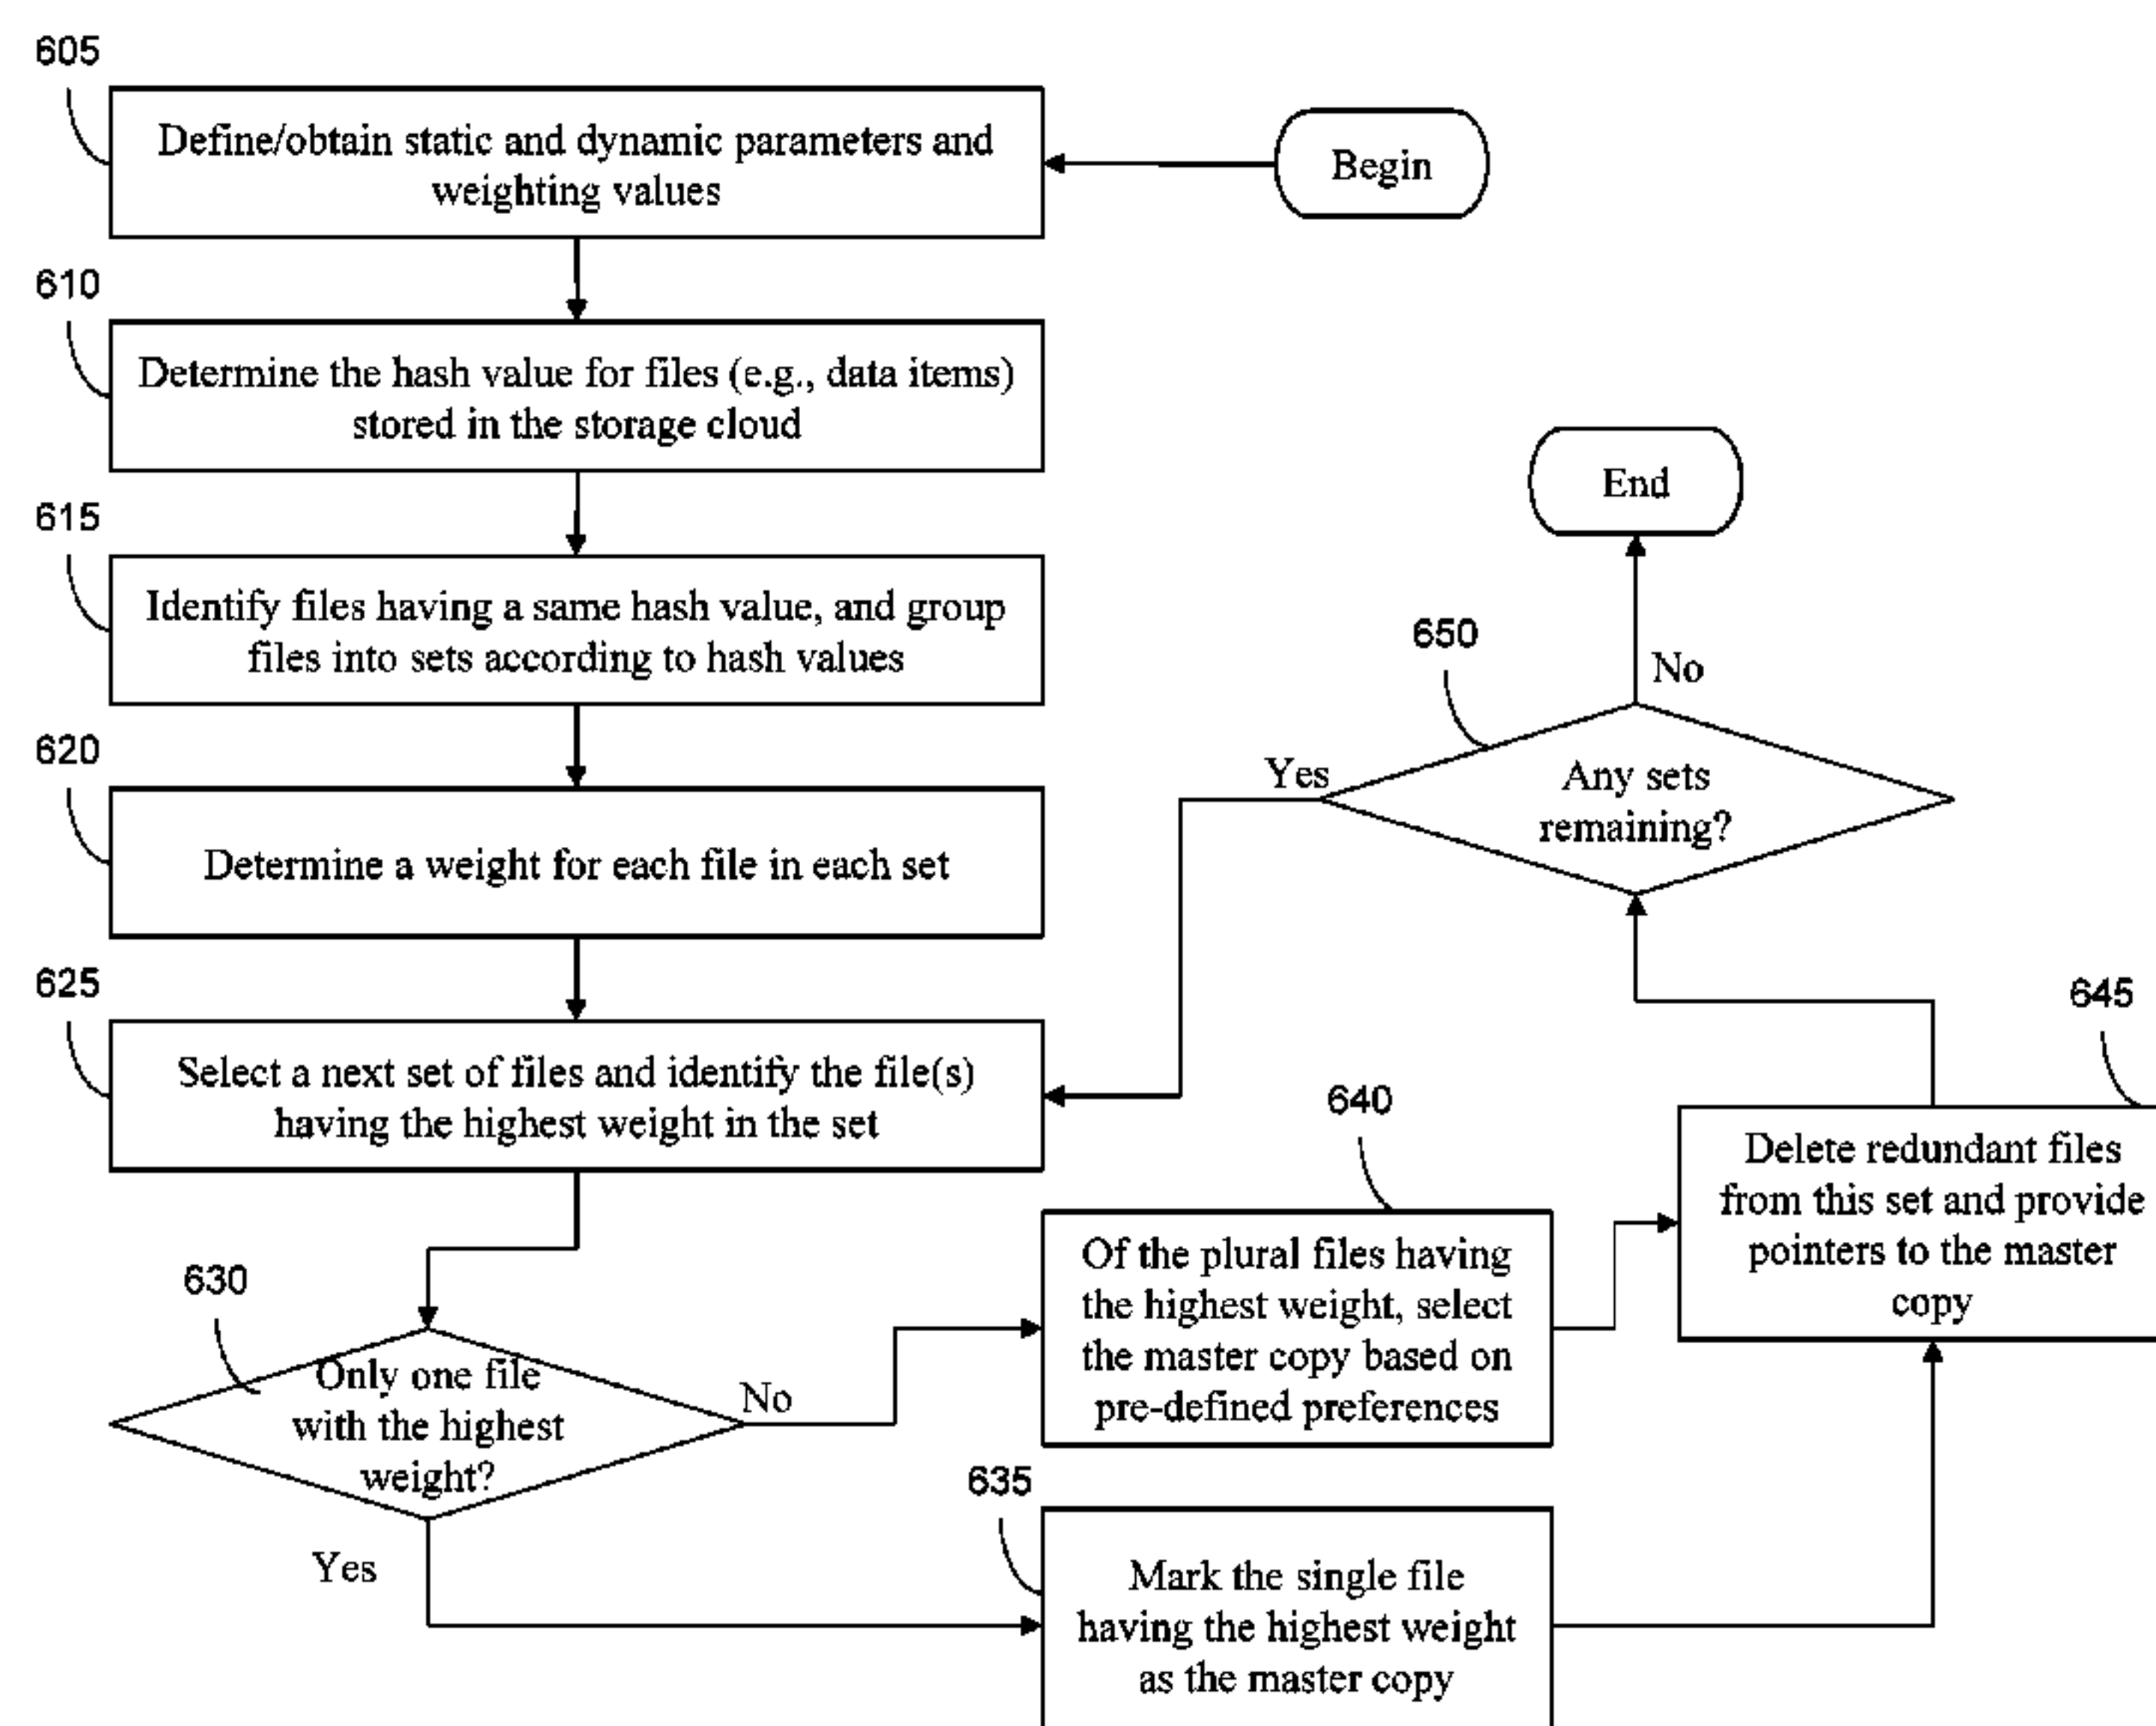 605
Define/obtain static and dynamic parameters and
weighting values
Begin
610
Determine the hash value for files (e.g., data items)
stored in the storage cloud
615
Identify files having a same hash value, and group
files into sets according to hash values
620
Determine a weight for each file in each set
625
Select a next set of files and identify the file(s)
having the highest weight in the set
630
Only one file
with the highest
weight?
No
Yes
640
Of the plural files having
the highest weight, select
the master copy based on
pre-defined preferences
635
Mark the single file
having the highest weight
as the master copy
645
Delete redundant files
from this set and provide
pointers to the master
copy
650
Any sets
remaining?
Yes
No
End